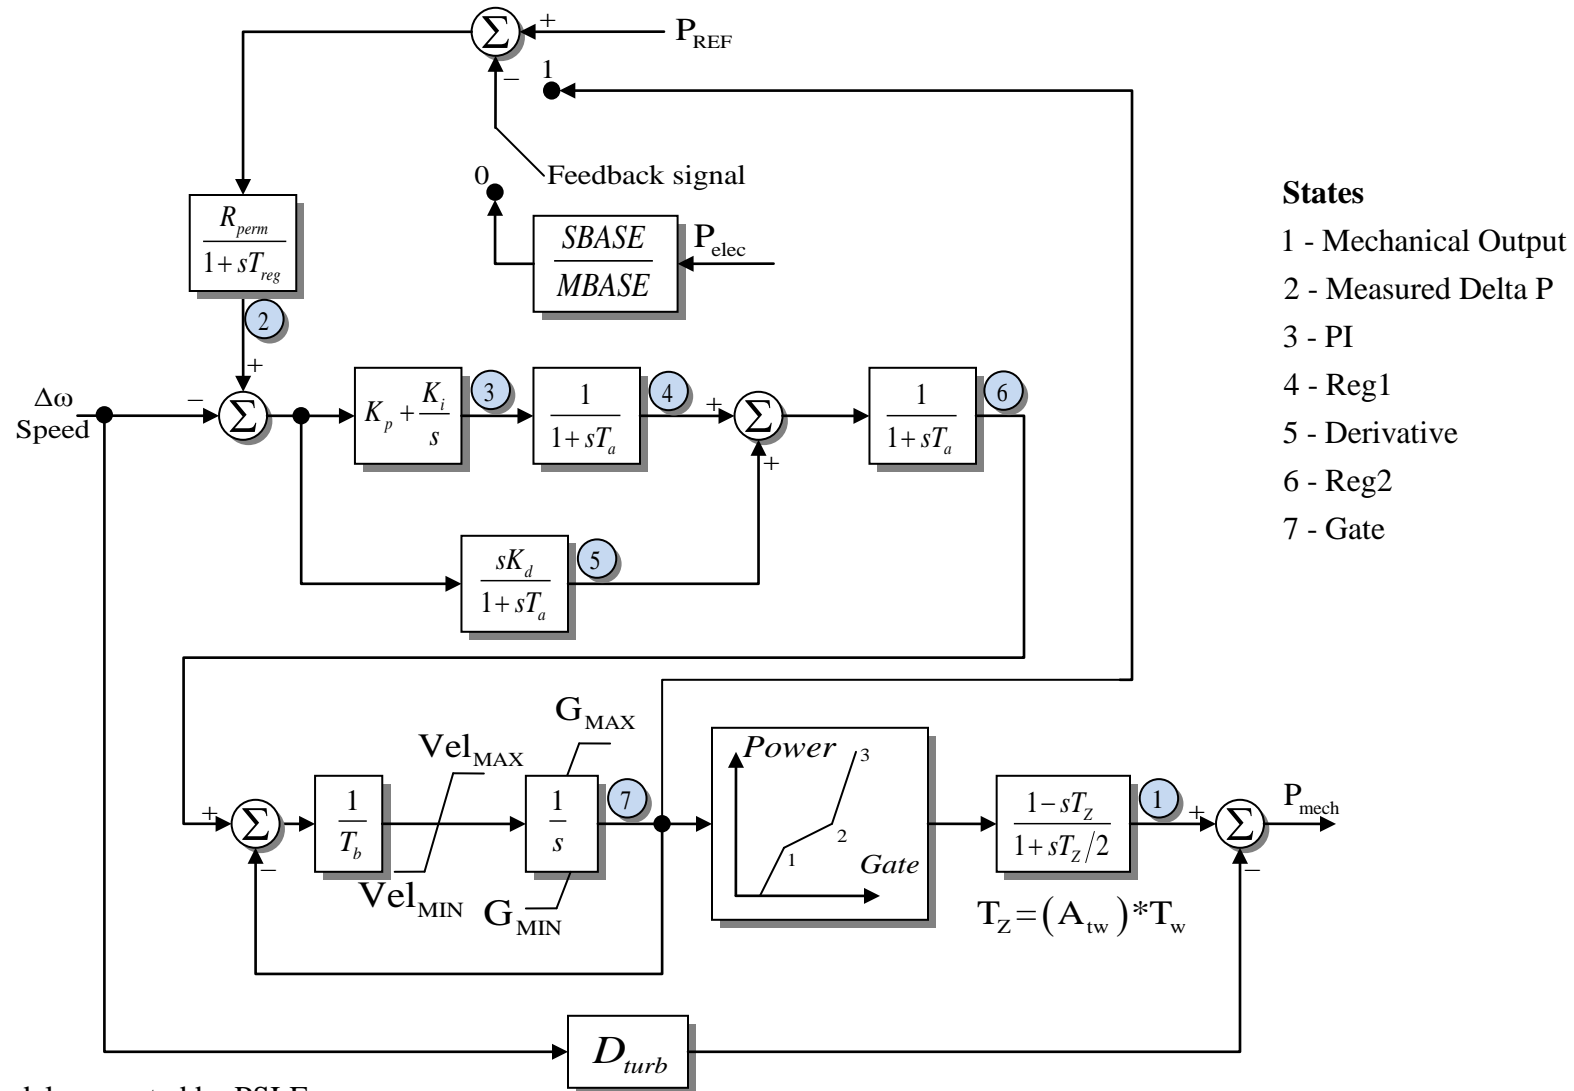 Σ
+
P_REF
−
1
Feedback signal
0
R_perm
1+sT_reg
SBASE
MBASE
P_elec
2
+
Δω
Speed
−
Σ
K_p + K_i
s
3
1
1+sT_a
4
+
Σ
+
1
1+sT_a
6
sK_d
1+sT_a
5
States
1 - Mechanical Output
2 - Measured Delta P
3 - PI
4 - Reg1
5 - Derivative
6 - Reg2
7 - Gate
G_MAX
Vel_MAX
+
Σ
−
1
T_b
Vel_MIN
1
s
G_MIN
7
Power
3
2
1
Gate
1−sT_Z
1+sT_Z/2
1
T_Z=(A_tw)*T_w
+
Σ
−
P_mech
D_turb